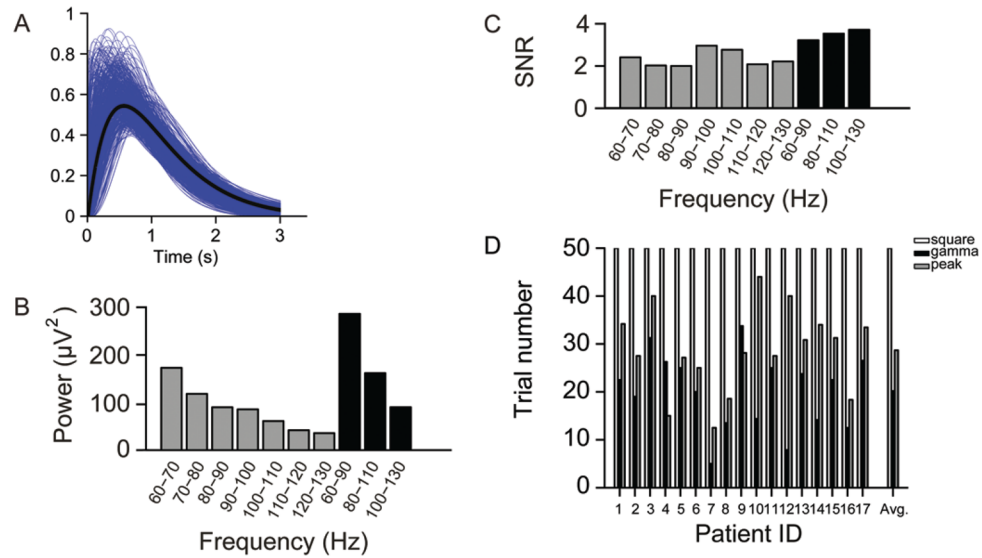 A
1
0.8
0.6
0.4
0.2
0
0 1 2 3
Time (s)
B
Power (µV²)
300
200
100
0
60–70 70–80 80–90 90–100 100–110 110–120 120–130 60–90 80–110 100–130
Frequency (Hz)
C
SNR
4
2
0
60–70 70–80 80–90 90–100 100–110 110–120 120–130 60–90 80–110 100–130
Frequency (Hz)
D
Trial number
50
40
30
20
10
0
1 2 3 4 5 6 7 8 9 10 11 12 13 14 15 16 17 Avg.
Patient ID
square
gamma
peak